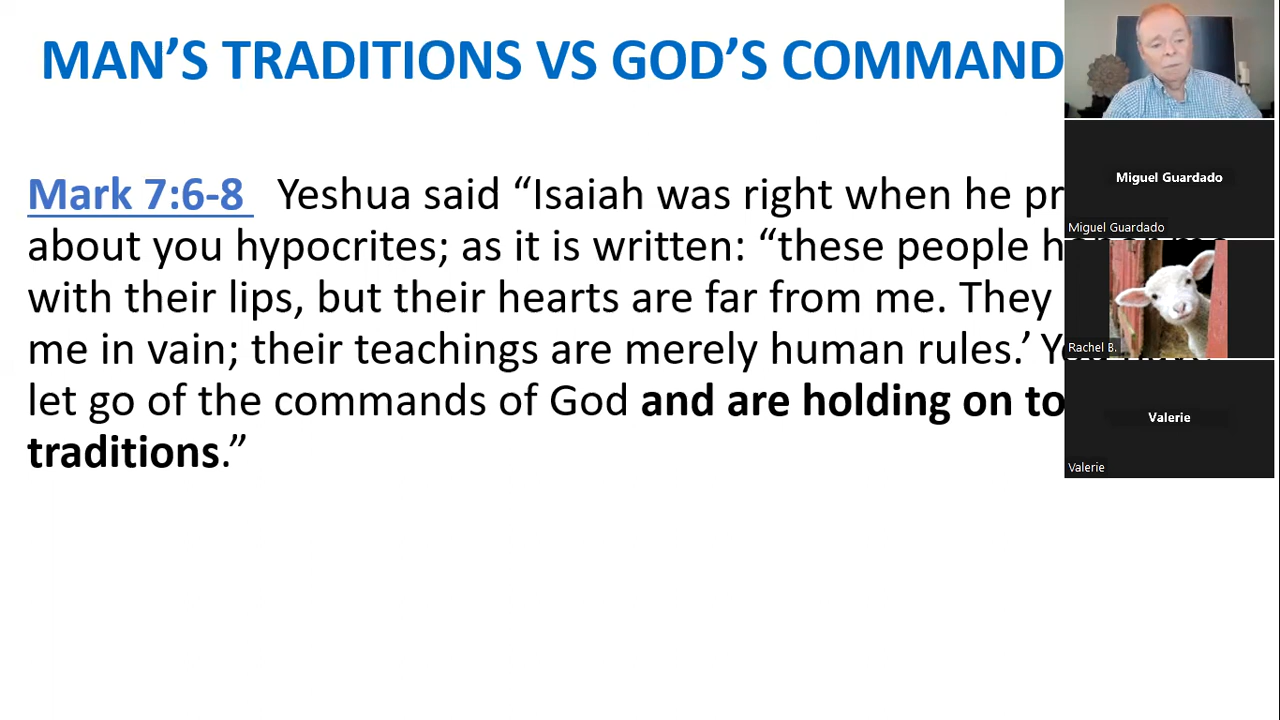 MAN’S TRADITIONS VS GOD’S COMMAND
Mark 7:6-8 Yeshua said “Isaiah was right when he pr
about you hypocrites; as it is written: “these people h
with their lips, but their hearts are far from me. They
me in vain; their teachings are merely human rules.’
let go of the commands of God and are holding on to
traditions.”
Miguel Guardado
Miguel Guardado
Rachel B.
Valerie
Valerie